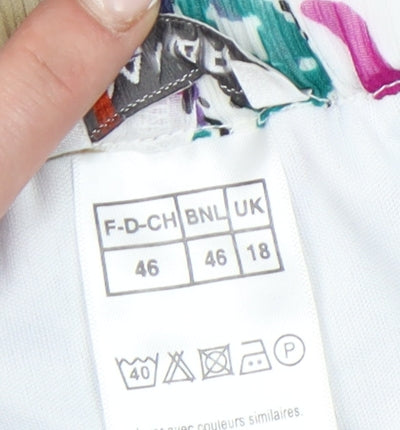 F-D-CH BNL UK
46 46 18
40 P
avec couleurs similaires.